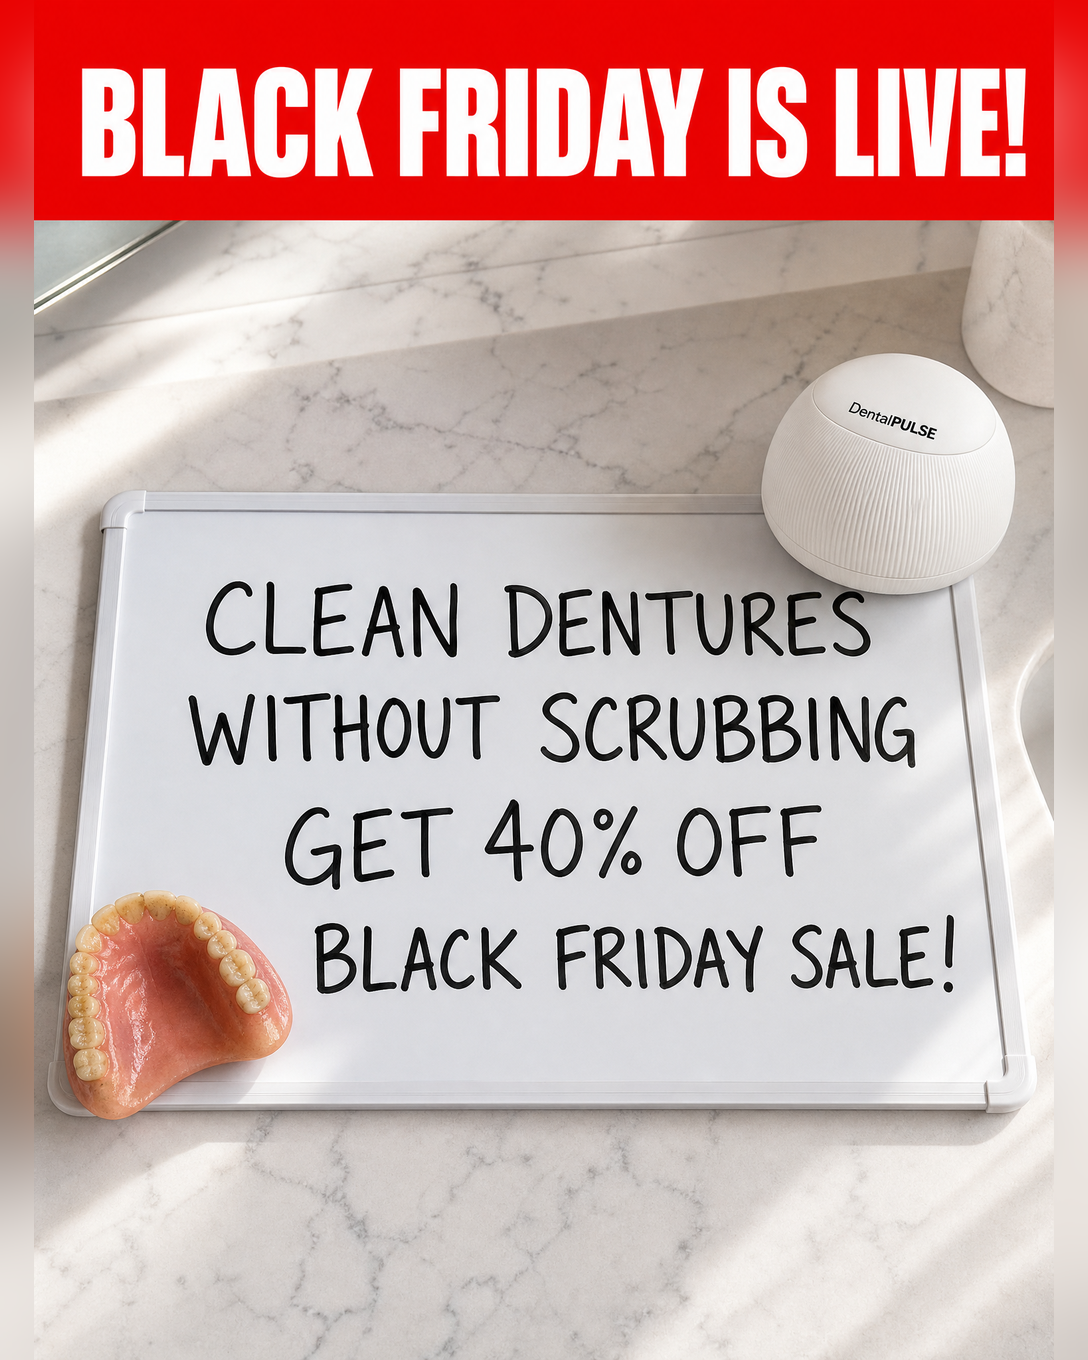 BLACK FRIDAY IS LIVE!
DentalPULSE
CLEAN DENTURES
WITHOUT SCRUBBING
GET 40% OFF
BLACK FRIDAY SALE!